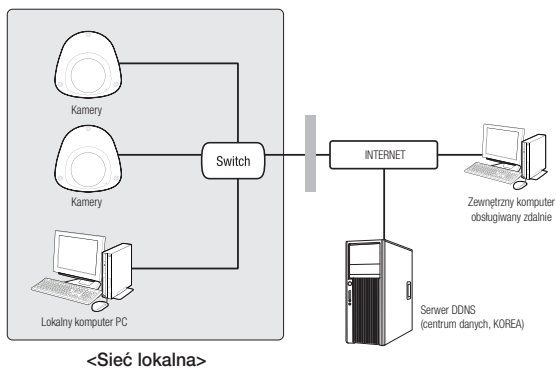 Kamery
Kamery
Switch
INTERNET
Lokalny komputer PC
Zewnętrzny komputer
obsługiwany zdalnie
Serwer DDNS
(centrum danych, KOREA)
<Sieć lokalna>